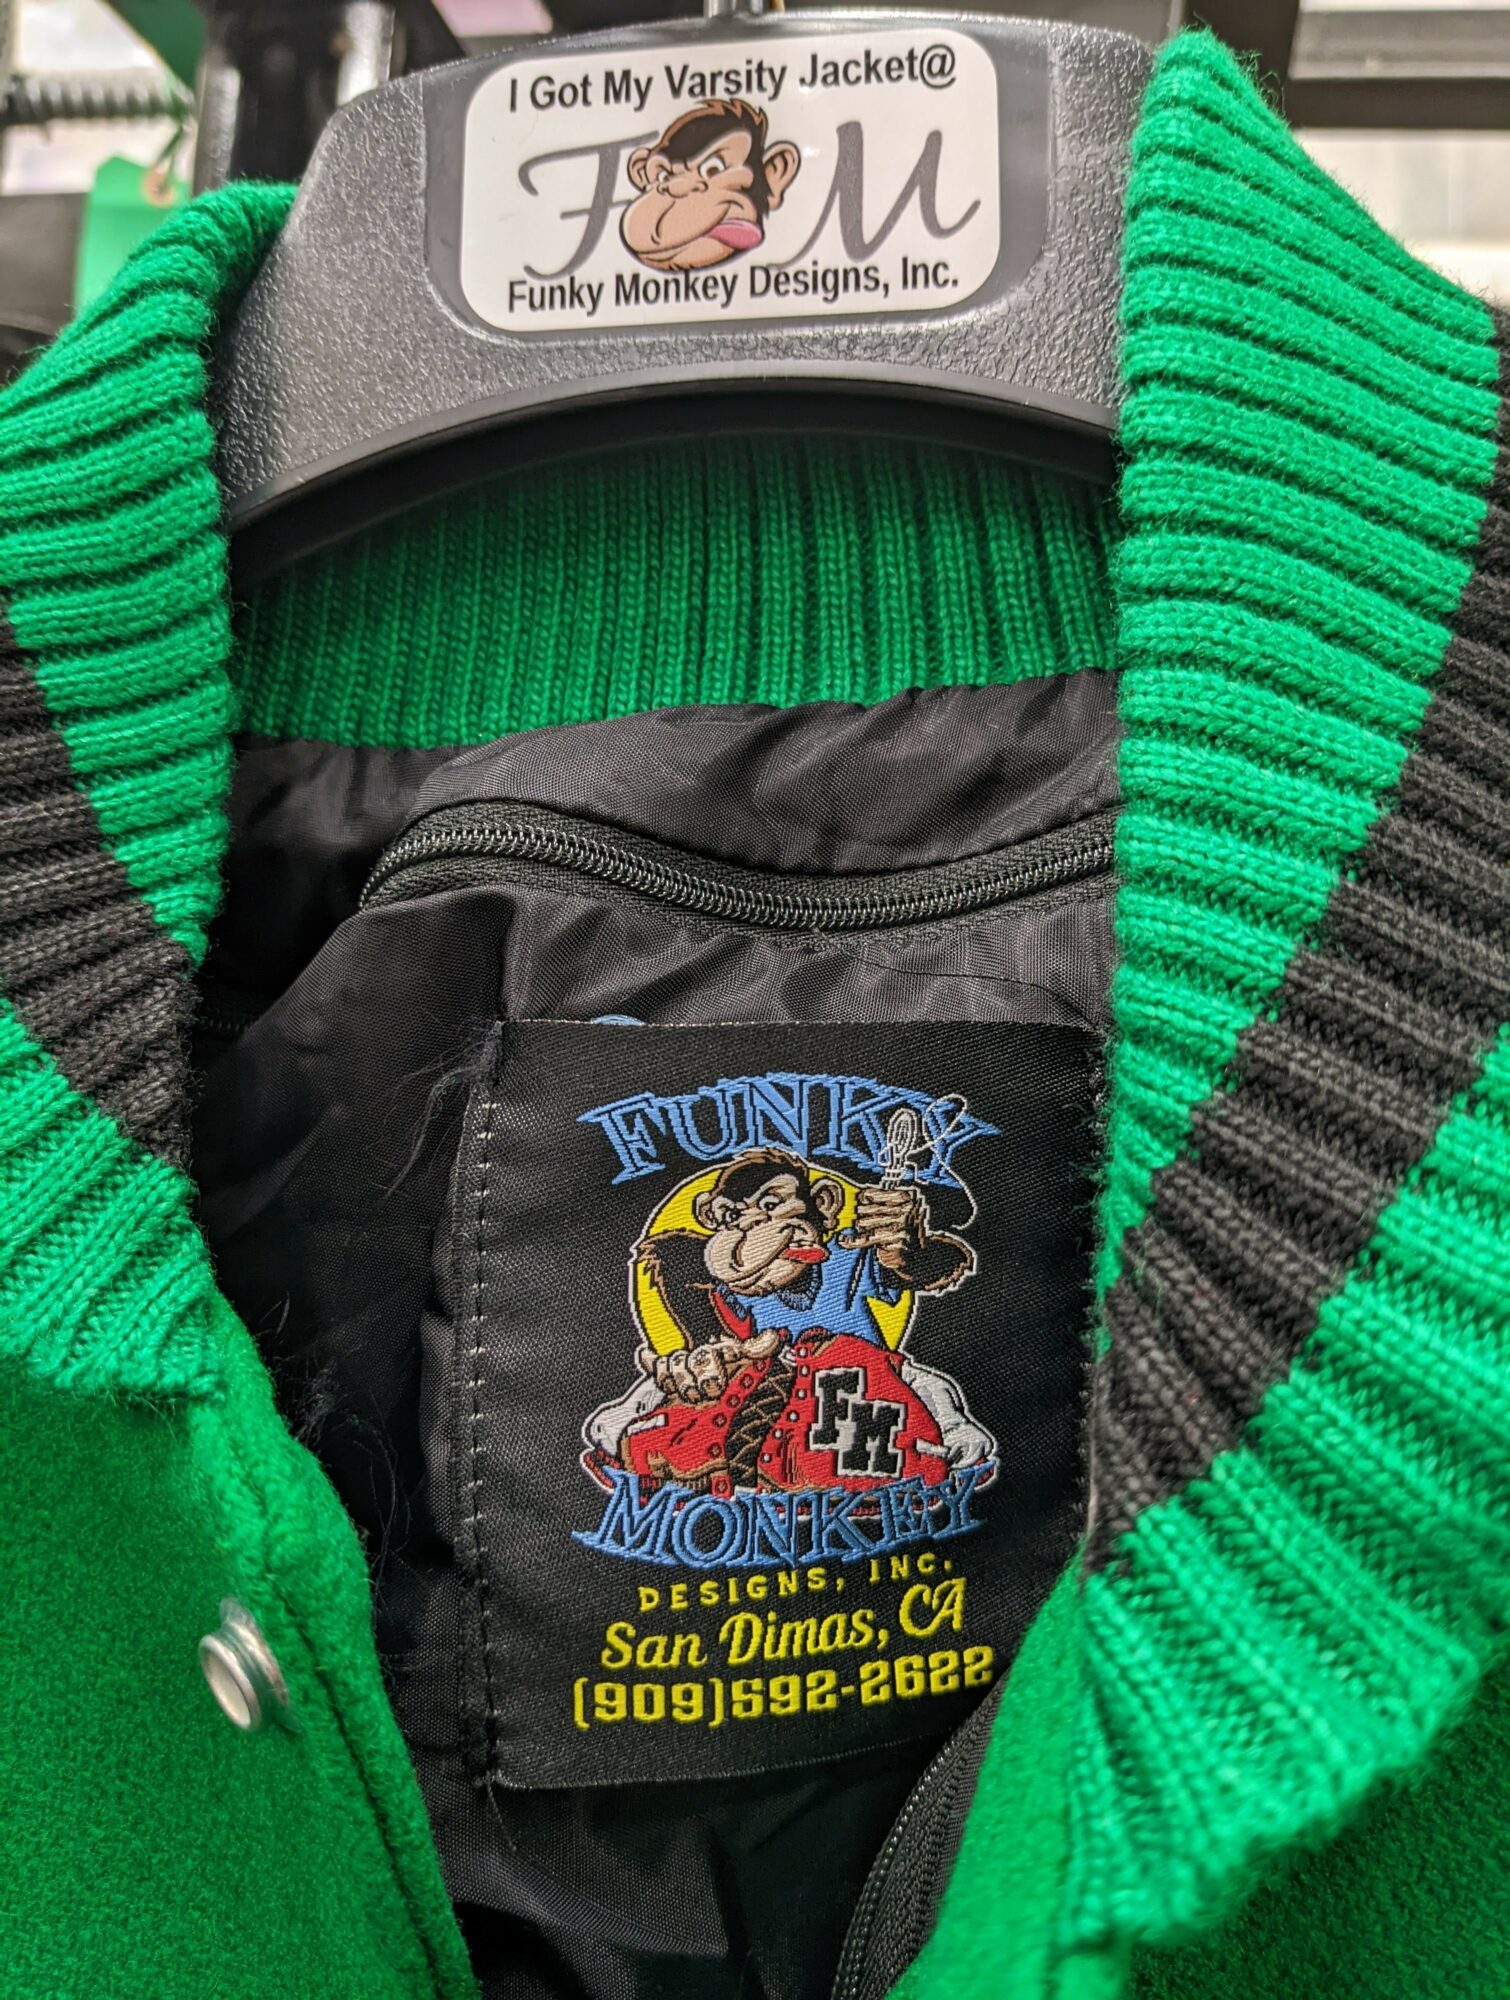 I Got My Varsity Jacket@
F M
Funky Monkey Designs, Inc.
FUNKY
FM
MONKEY
DESIGNS, INC.
San Dimas, CA
(909)592-2622